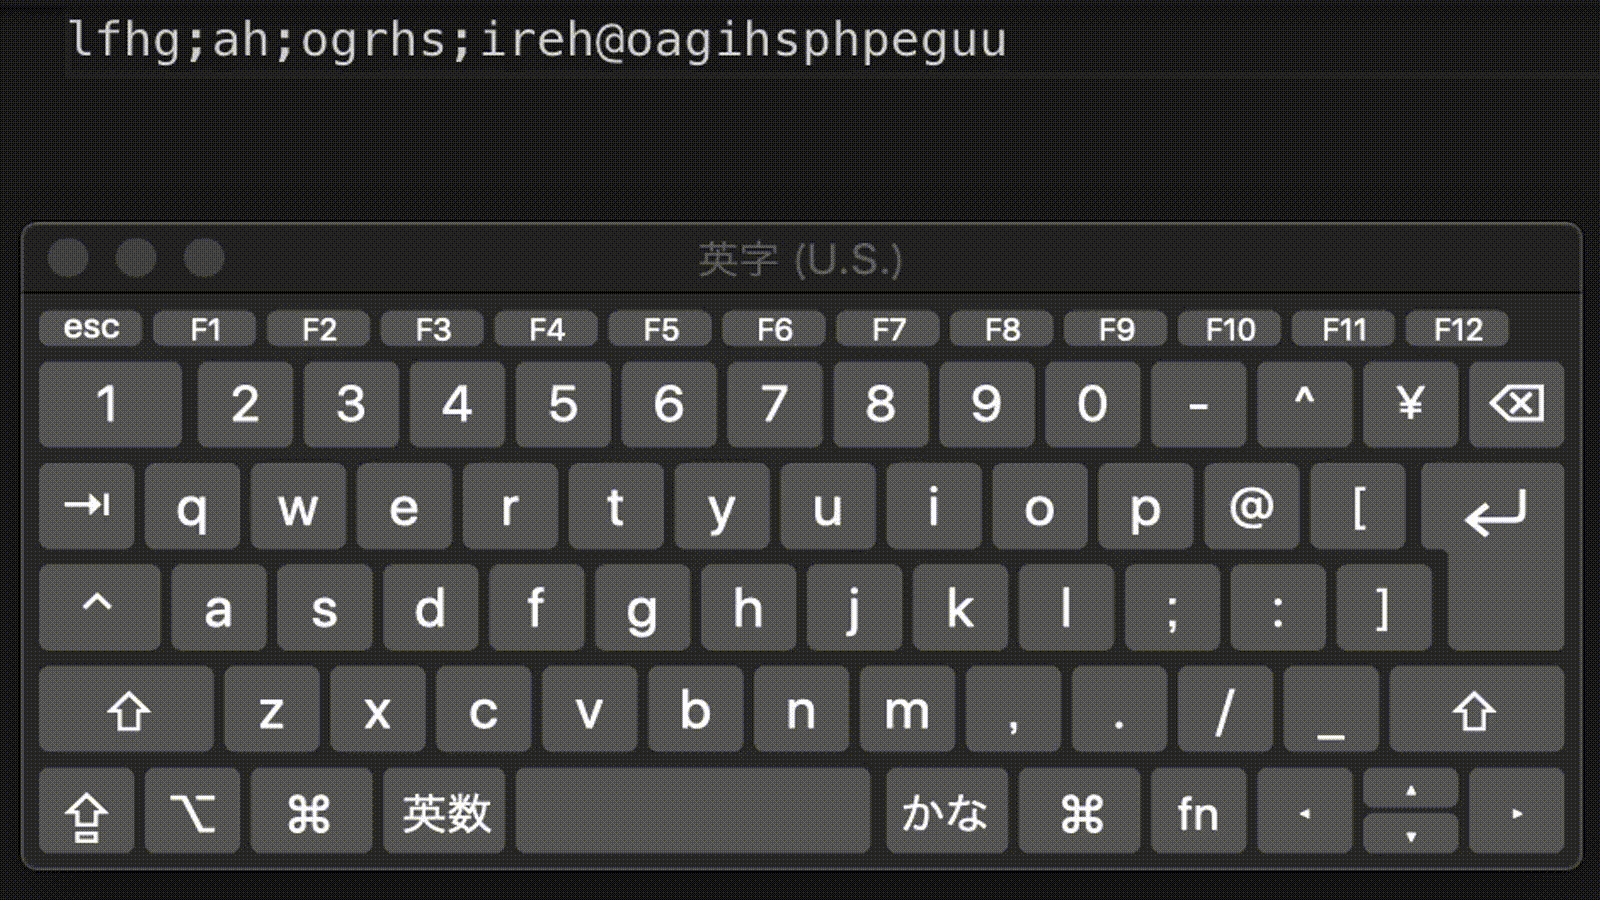 lfhg;ah;ogrhs;ireh@oagihsphpeguu
英字 (U.S.)
esc F1 F2 F3 F4 F5 F6 F7 F8 F9 F10 F11 F12
1 2 3 4 5 6 7 8 9 0 - ^ ¥ ⌫
⇥ q w e r t y u i o p @ [ ↵
^ a s d f g h j k l ; : ]
⇧ z x c v b n m , . / _ ⇧
⇪ ⌥ ⌘ 英数 かな ⌘ fn ◂ ▴ ▾ ▸